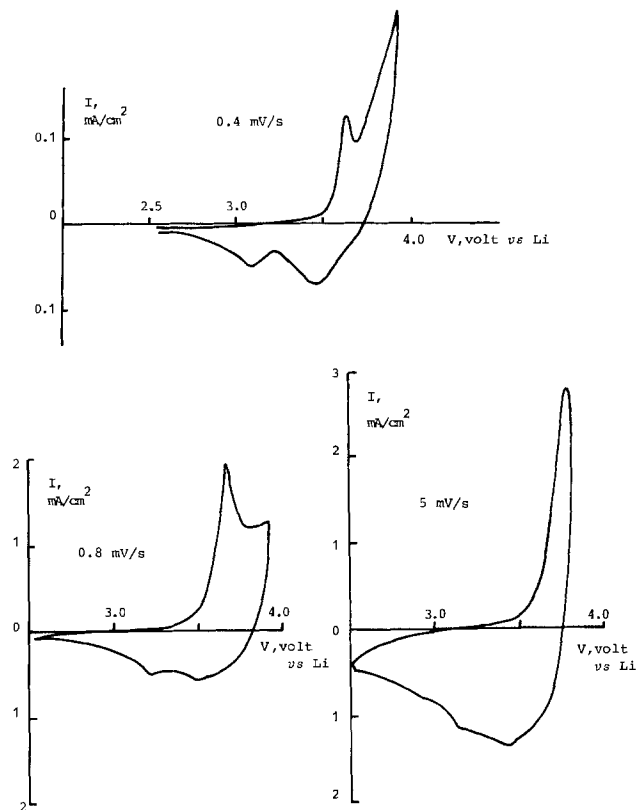 I,
mA/cm2
0.4 mV/s
0.1
2.5
3.0
0
4.0
V,volt vs Li
0.1
2
I,
mA/cm2
1
0.8 mV/s
3.0
4.0
0
V,volt
vs Li
1
2
3
I,
mA/cm2
2
5 mV/s
1
3.0
4.0
0
V,volt
vs Li
1
2